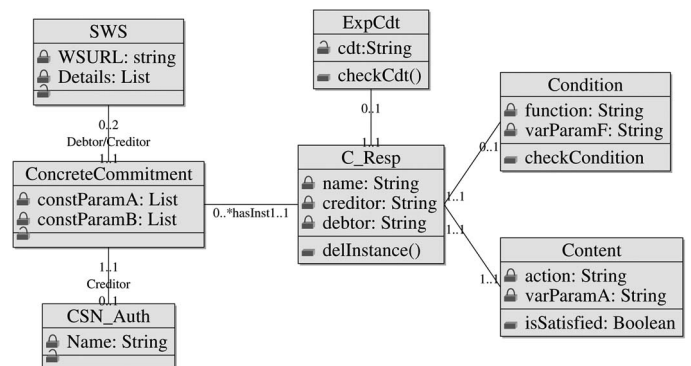 SWS
WSURL: string
Details: List
0..2
Debtor/Creditor
1..1
ConcreteCommitment
constParamA: List
constParamB: List
1..1
Creditor
0..1
CSN_Auth
Name: String
0..*hasInst1..1
ExpCdt
cdt:String
checkCdt()
0..1
1..1
C_Resp
name: String
creditor: String
debtor: String
delInstance()
1..1
1..1
0..1
Condition
function: String
varParamF: String
checkCondition
1..1
Content
action: String
varParamA: String
isSatisfied: Boolean